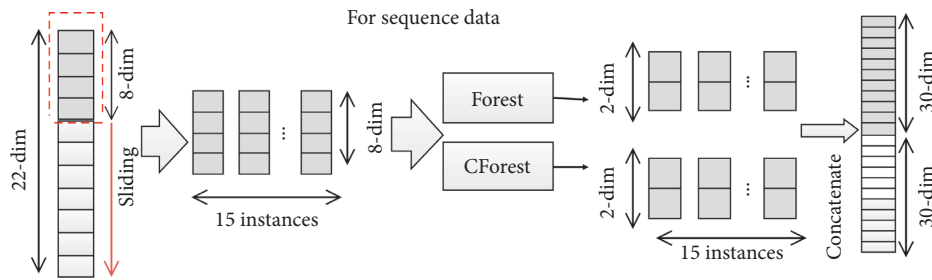 For sequence data
22-dim
8-dim
Sliding
...
15 instances
8-dim
Forest
CForest
2-dim
...
2-dim
...
15 instances
Concatenate
30-dim
30-dim